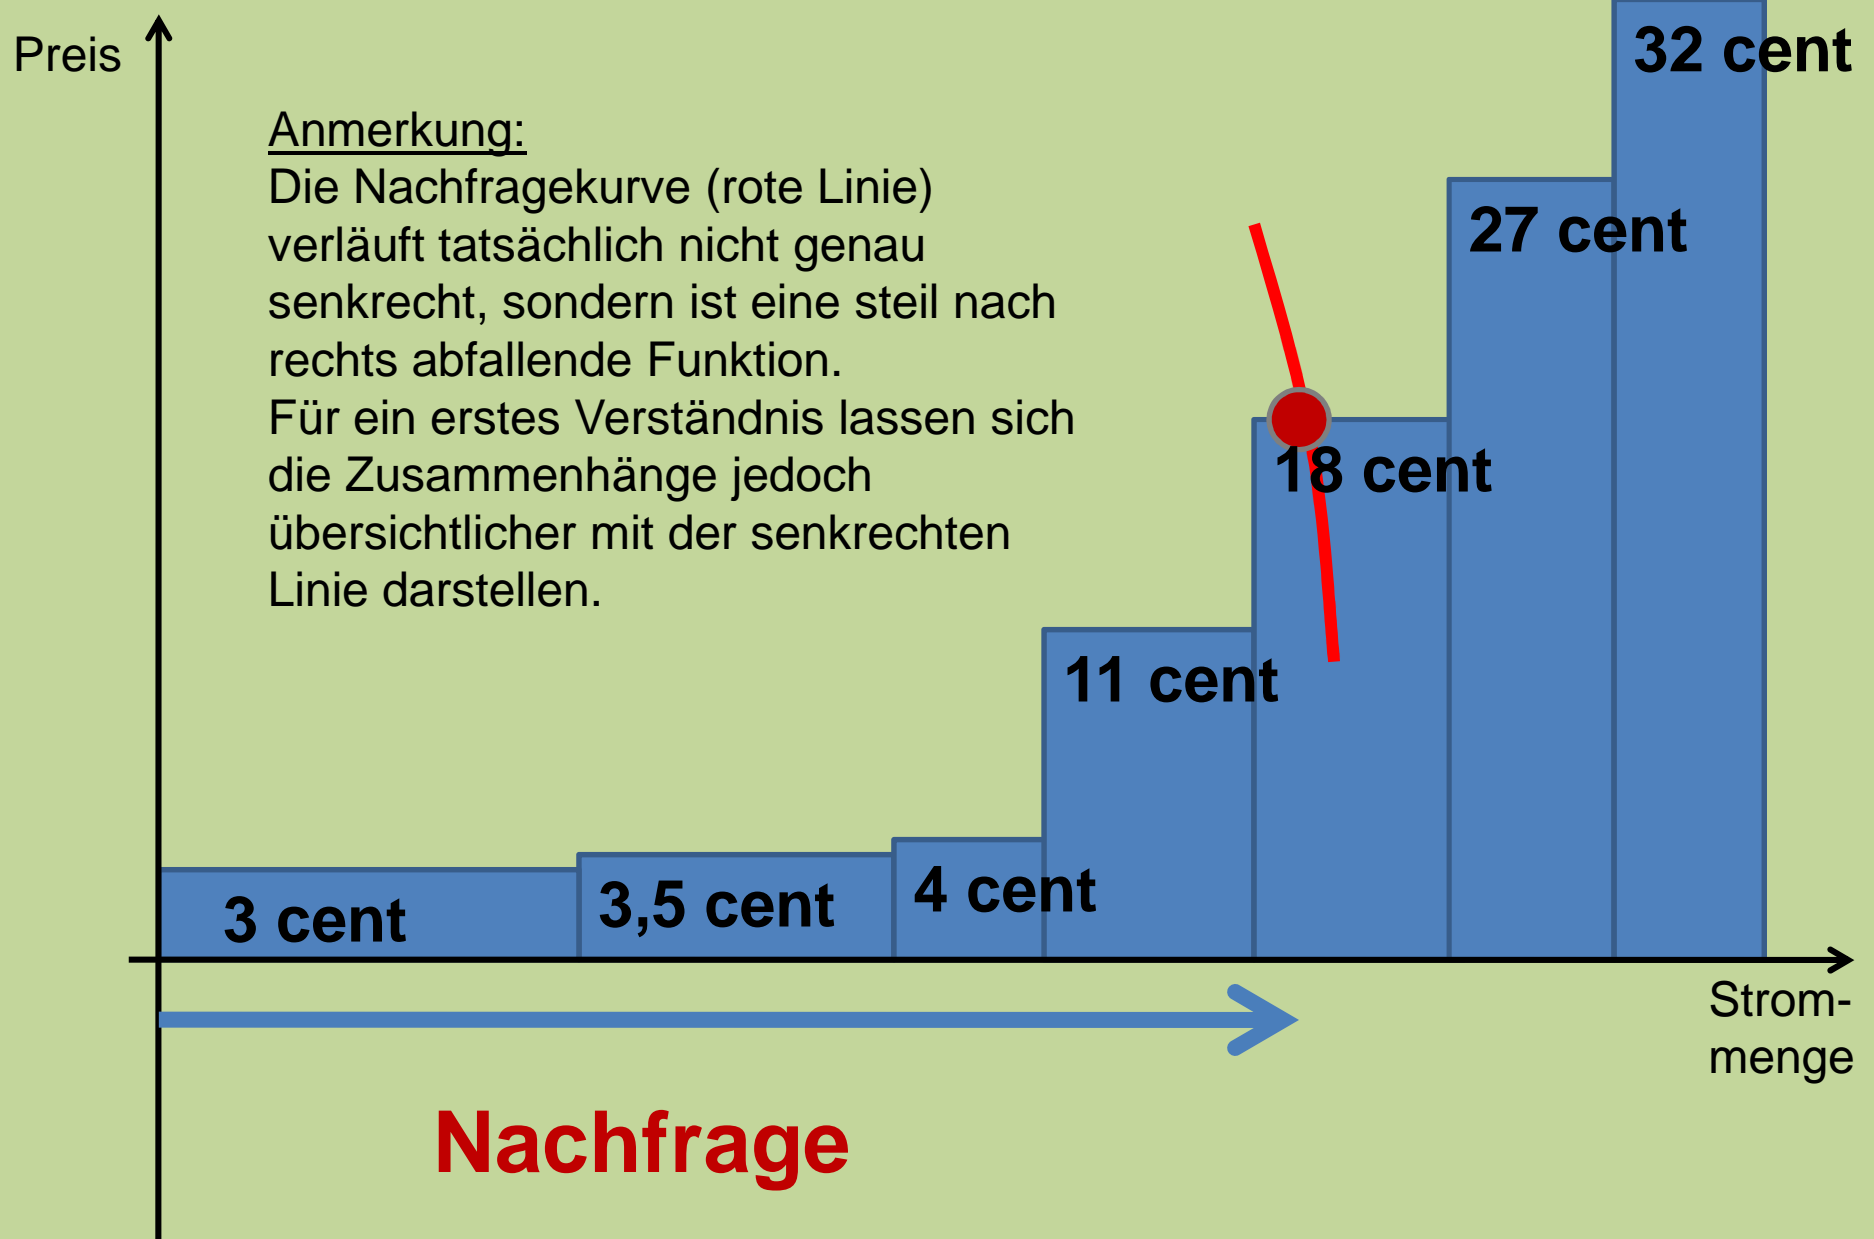 Preis
32 cent
Anmerkung:
Die Nachfragekurve (rote Linie)
verläuft tatsächlich nicht genau
senkrecht, sondern ist eine steil nach
rechts abfallende Funktion.
Für ein erstes Verständnis lassen sich
die Zusammenhänge jedoch
übersichtlicher mit der senkrechten
Linie darstellen.
27 cent
18 cent
11 cent
4 cent
3,5 cent
3 cent
Strom-
menge
Nachfrage